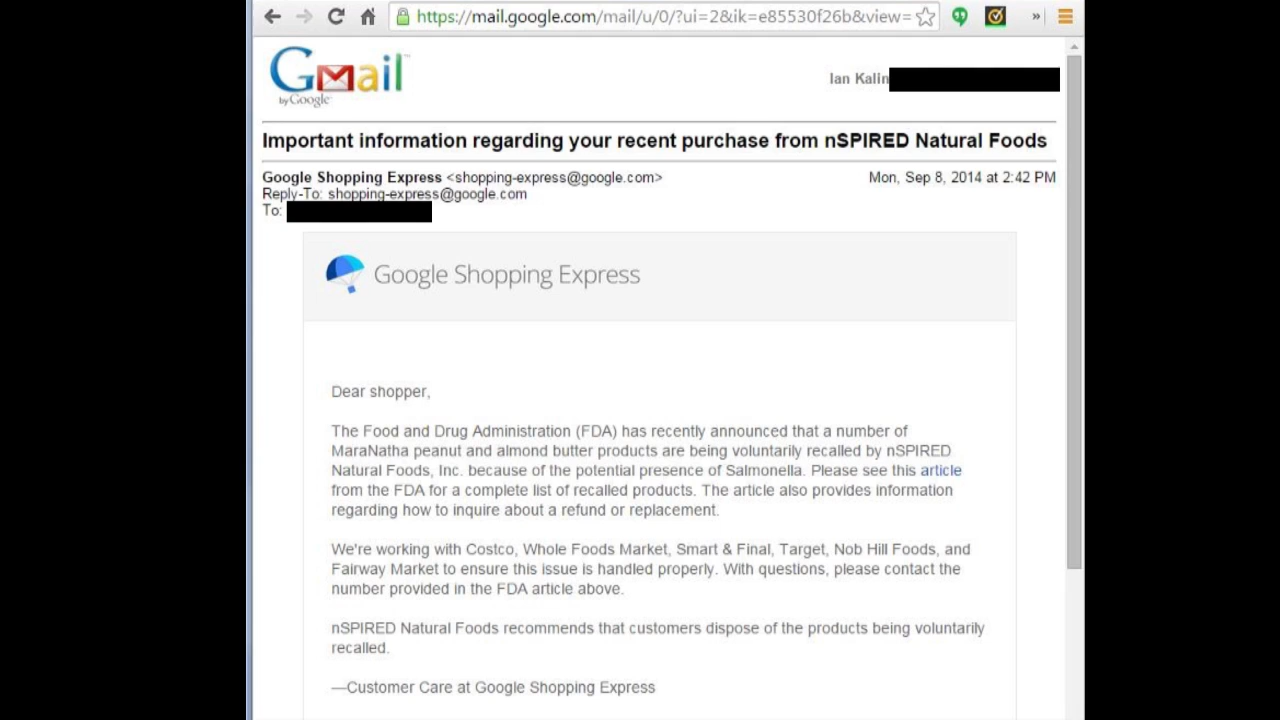 https://mail.google.com/mail/u/0/?ui=2&ik=e85530f26b&view=
»
Gmail
by Google
Ian Kalin
Important information regarding your recent purchase from nSPIRED Natural Foods
Google Shopping Express <shopping-express@google.com> Mon, Sep 8, 2014 at 2:42 PM
Reply-To: shopping-express@google.com
To:
Google Shopping Express
Dear shopper,
The Food and Drug Administration (FDA) has recently announced that a number of
MaraNatha peanut and almond butter products are being voluntarily recalled by nSPIRED
Natural Foods, Inc. because of the potential presence of Salmonella. Please see this article
from the FDA for a complete list of recalled products. The article also provides information
regarding how to inquire about a refund or replacement.
We're working with Costco, Whole Foods Market, Smart & Final, Target, Nob Hill Foods, and
Fairway Market to ensure this issue is handled properly. With questions, please contact the
number provided in the FDA article above.
nSPIRED Natural Foods recommends that customers dispose of the products being voluntarily
recalled.
—Customer Care at Google Shopping Express